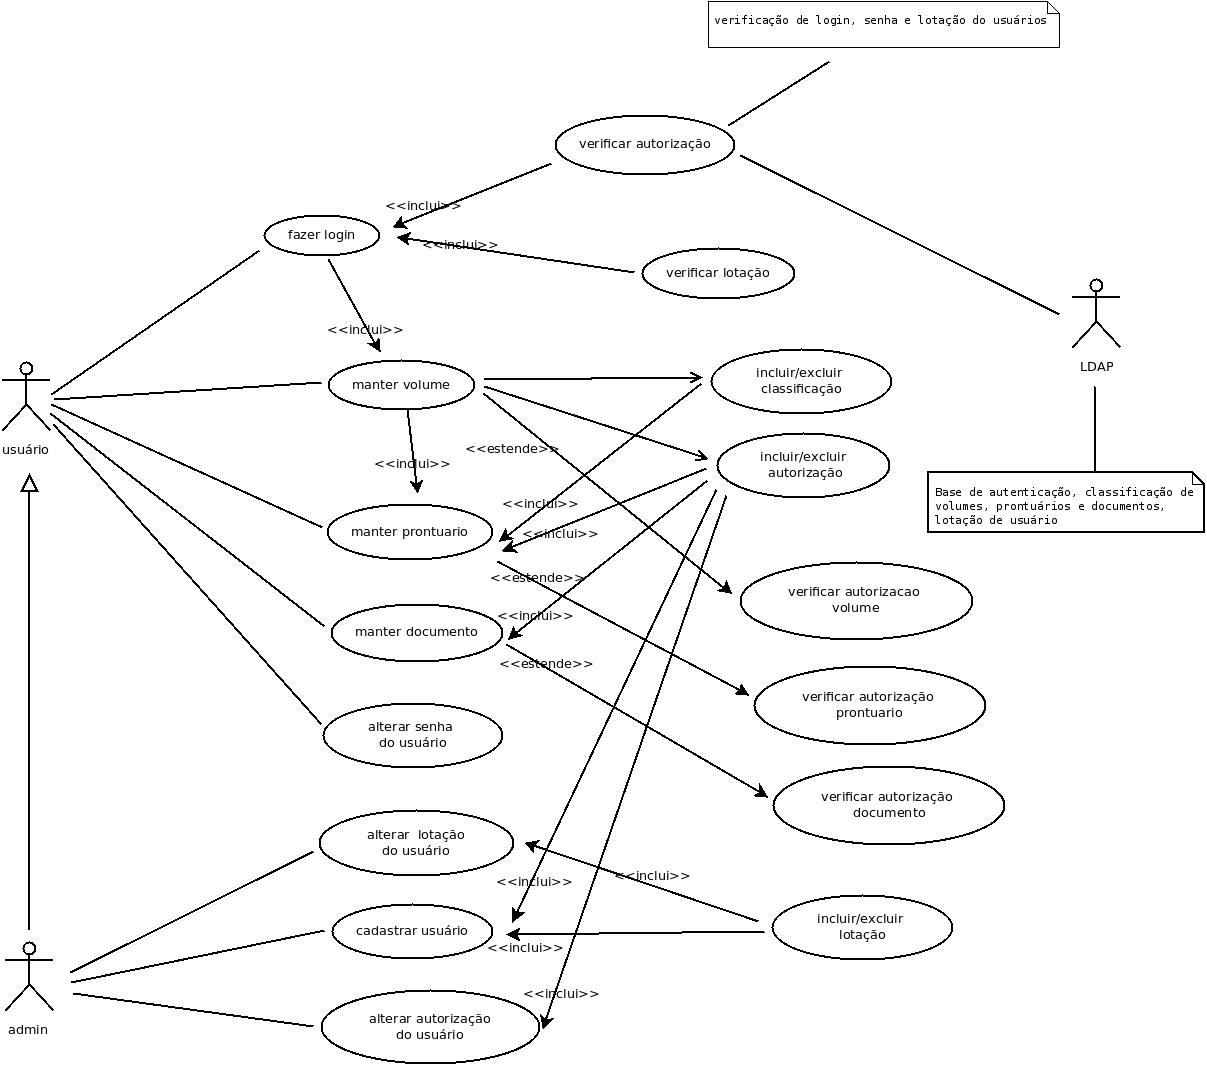 verificação de login, senha e lotação do usuários
verificar autorização
<<inclui>>
fazer login
<<inclui>>
verificar lotação
<<inclui>>
LDAP
manter volume
incluir/excluir
classificação
usuário
<<estende>>
incluir/excluir
autorização
<<inclui>>
Base de autenticação, classificação de
volumes, prontuários e documentos,
lotação de usuário
<<inclui>>
manter prontuario
<<inclui>>
<<estende>>
verificar autorizacao
volume
<<inclui>>
manter documento
<<estende>>
verificar autorização
prontuario
alterar senha
do usuário
verificar autorização
documento
alterar  lotação
do usuário
<<inclui>>
<<inclui>>
incluir/excluir
lotação
cadastrar usuário
<<inclui>>
<<inclui>>
alterar autorização
do usuário
admin